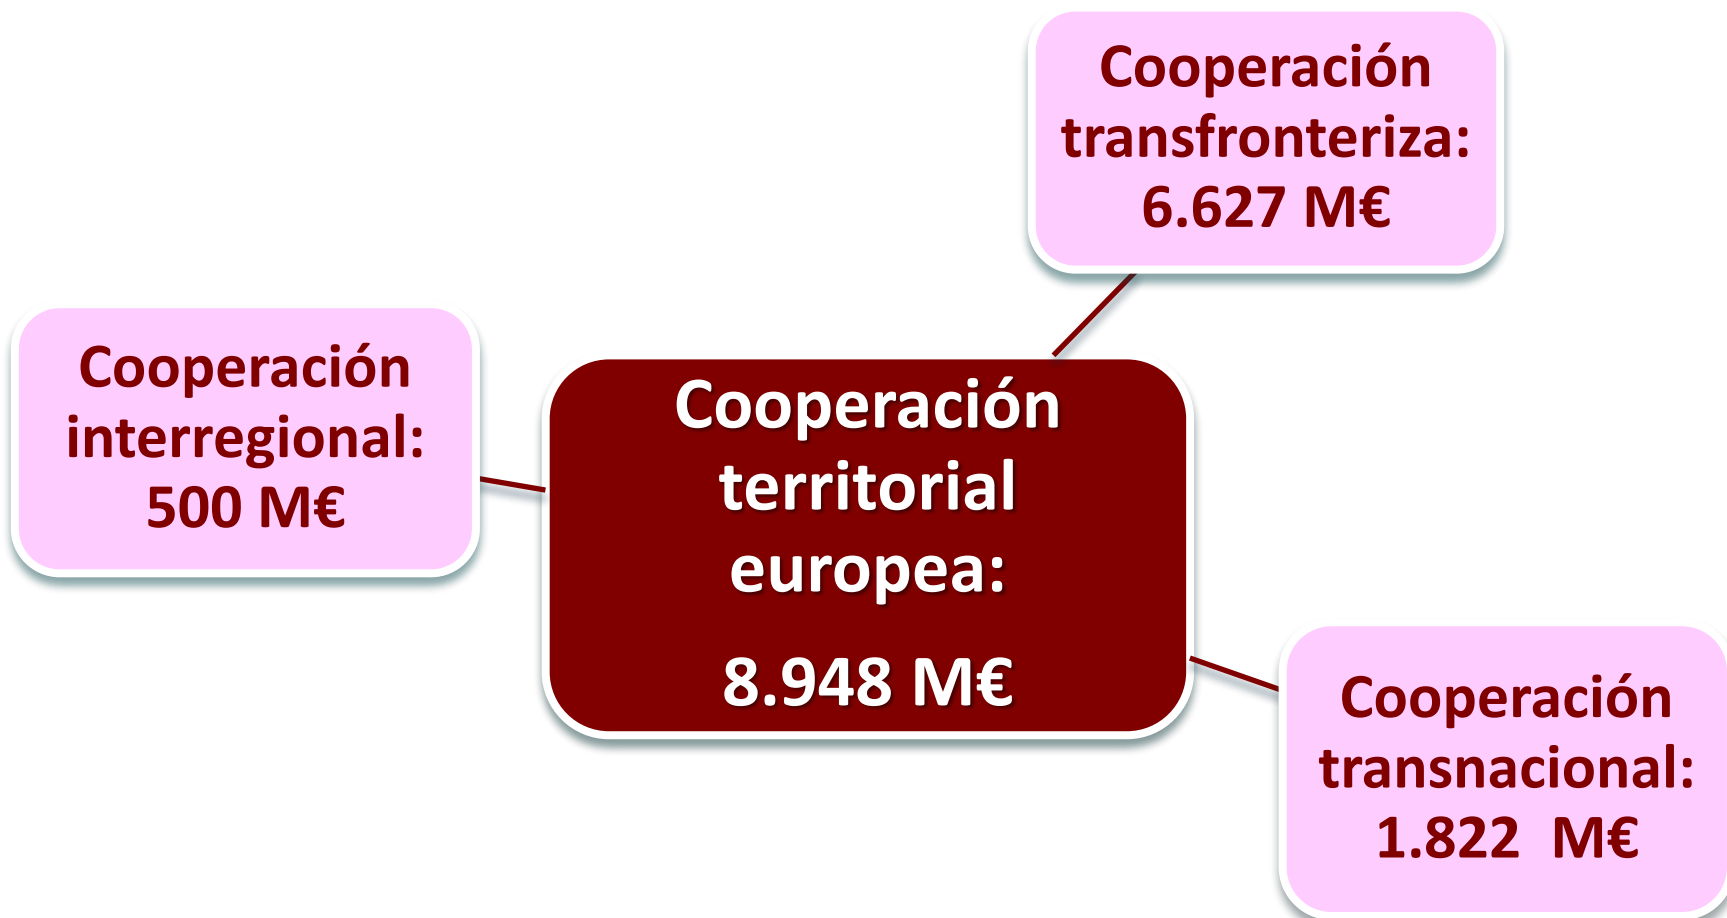 Cooperación
transfronteriza:
6.627 M€
Cooperación
interregional:
500 M€
Cooperación
territorial
europea:
8.948 M€
Cooperación
transnacional:
1.822  M€